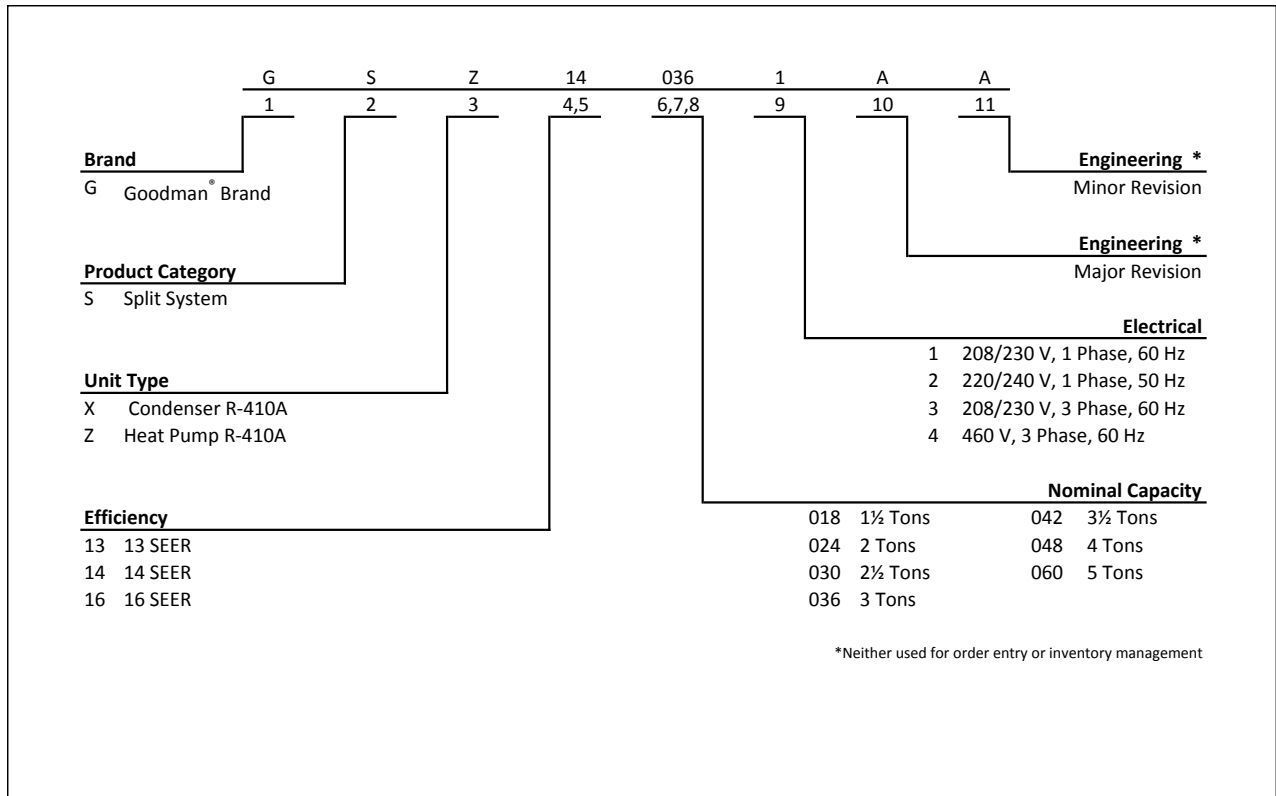 G S Z 14 036 1 A A
1 2 3 4,5 6,7,8 9 10 11
Brand
G Goodman® Brand
Product Category
S Split System
Unit Type
X Condenser R-410A
Z Heat Pump R-410A
Efficiency
13 13 SEER
14 14 SEER
16 16 SEER
Engineering *
Minor Revision
Engineering *
Major Revision
Electrical
1 208/230 V, 1 Phase, 60 Hz
2 220/240 V, 1 Phase, 50 Hz
3 208/230 V, 3 Phase, 60 Hz
4 460 V, 3 Phase, 60 Hz
Nominal Capacity
018 1½ Tons 042 3½ Tons
024 2 Tons 048 4 Tons
030 2½ Tons 060 5 Tons
036 3 Tons
*Neither used for order entry or inventory management